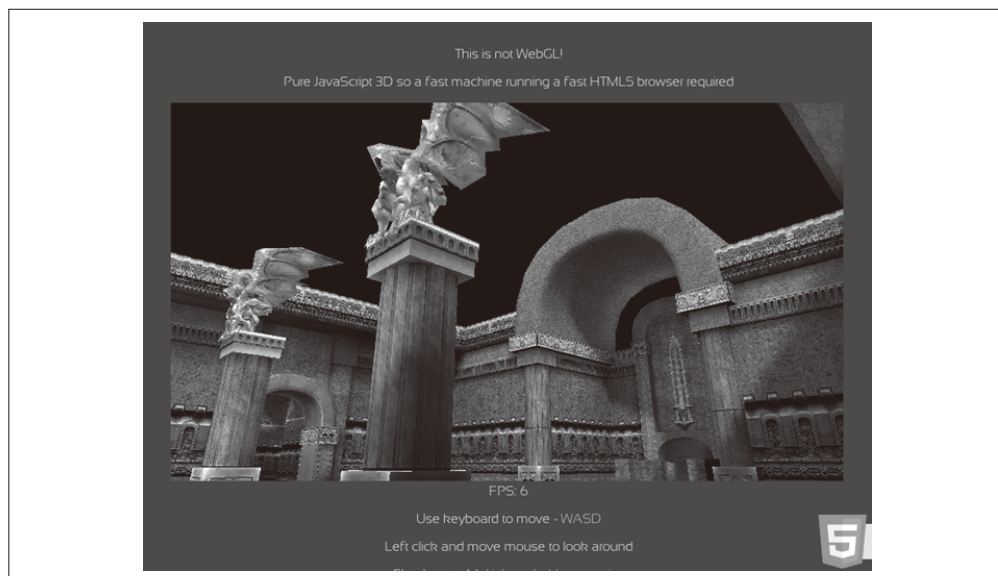 This is not WebGL!
Pure JavaScript 3D so a fast machine running a fast HTML5 browser required
FPS: 6
Use keyboard to move - WASD
Left click and move mouse to look around
5